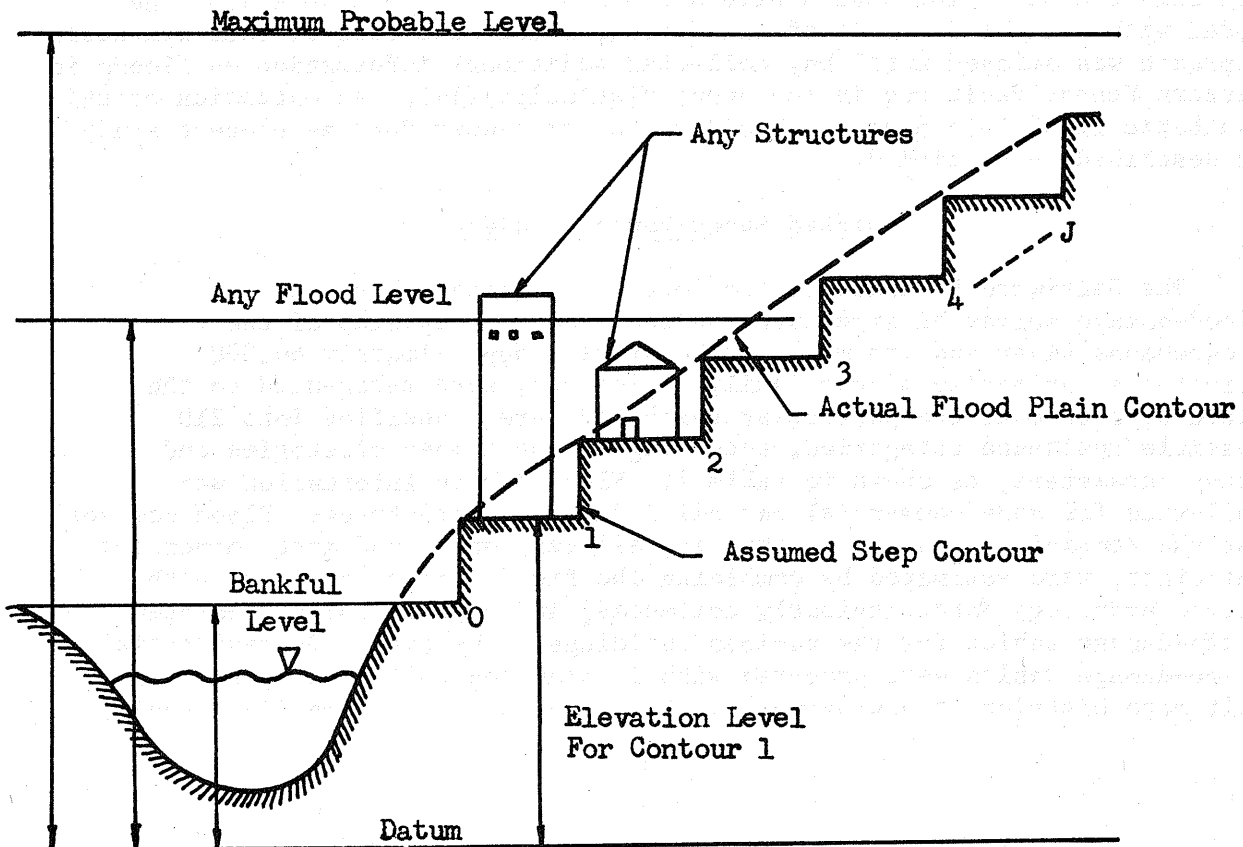 Maximum Probable Level
Any Structures
J
Any Flood Level
4
3
Actual Flood Plain Contour
2
1
Assumed Step Contour
Bankful
Level
0
Elevation Level
For Contour 1
Datum